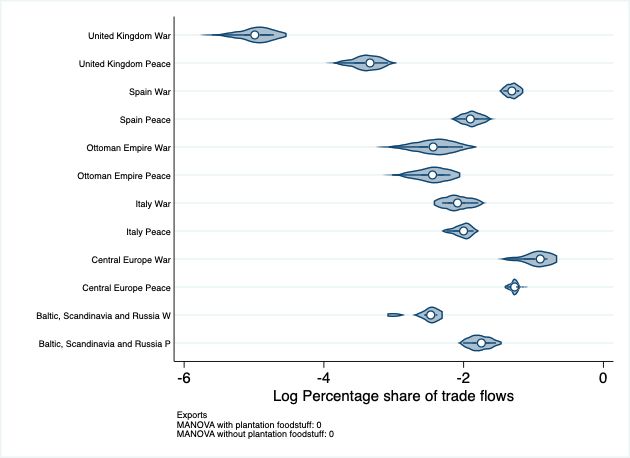 United Kingdom War
United Kingdom Peace
Spain War
Spain Peace
Ottoman Empire War
Ottoman Empire Peace
Italy War
Italy Peace
Central Europe War
Central Europe Peace
Baltic, Scandinavia and Russia W
Baltic, Scandinavia and Russia P
-6 -4 -2 0
Log Percentage share of trade flows
Exports
MANOVA with plantation foodstuff: 0
MANOVA without plantation foodstuff: 0